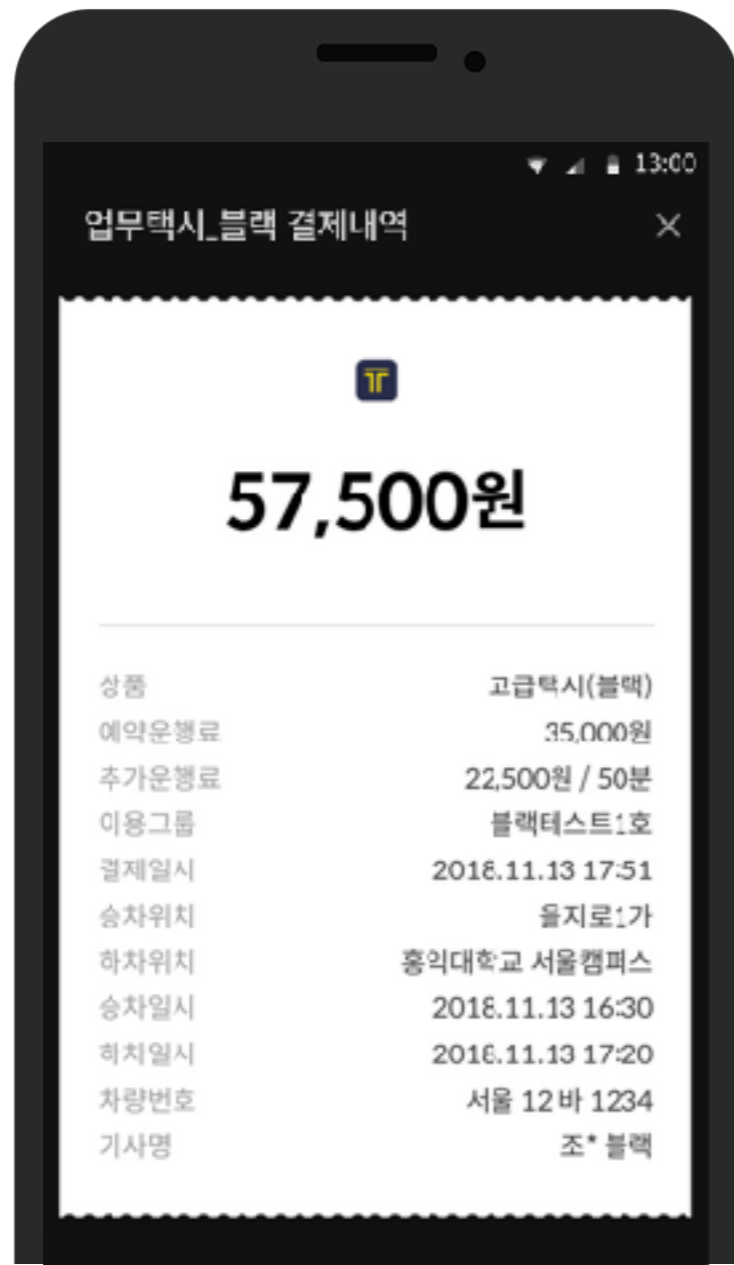 13:00
업무택시_블랙 결제내역
T
57,500원
상품 고급택시(블랙)
예약운행료 35,000원
추가운행료 22,500원 / 50분
이용그룹 블랙테스트1호
결제일시 2018.11.13 17:51
승차위치 을지로1가
하차위치 홍익대학교 서울캠퍼스
승차일시 2018.11.13 16:30
하차일시 2018.11.13 17:20
차량번호 서울 12 바 1234
기사명 조* 블랙